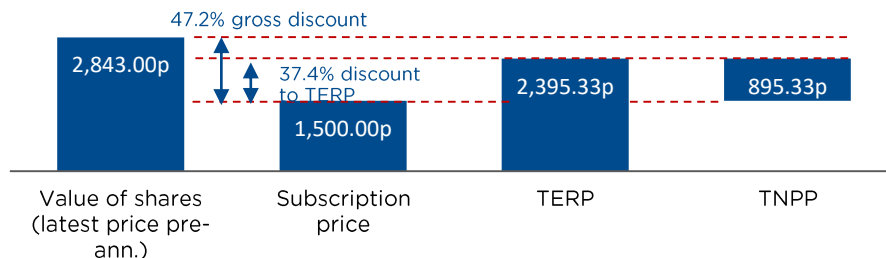 47.2% gross discount
2,843.00p
37.4% discount
to TERP
1,500.00p
2,395.33p
895.33p
Value of shares
(latest price pre-
ann.)
Subscription
price
TERP
TNPP